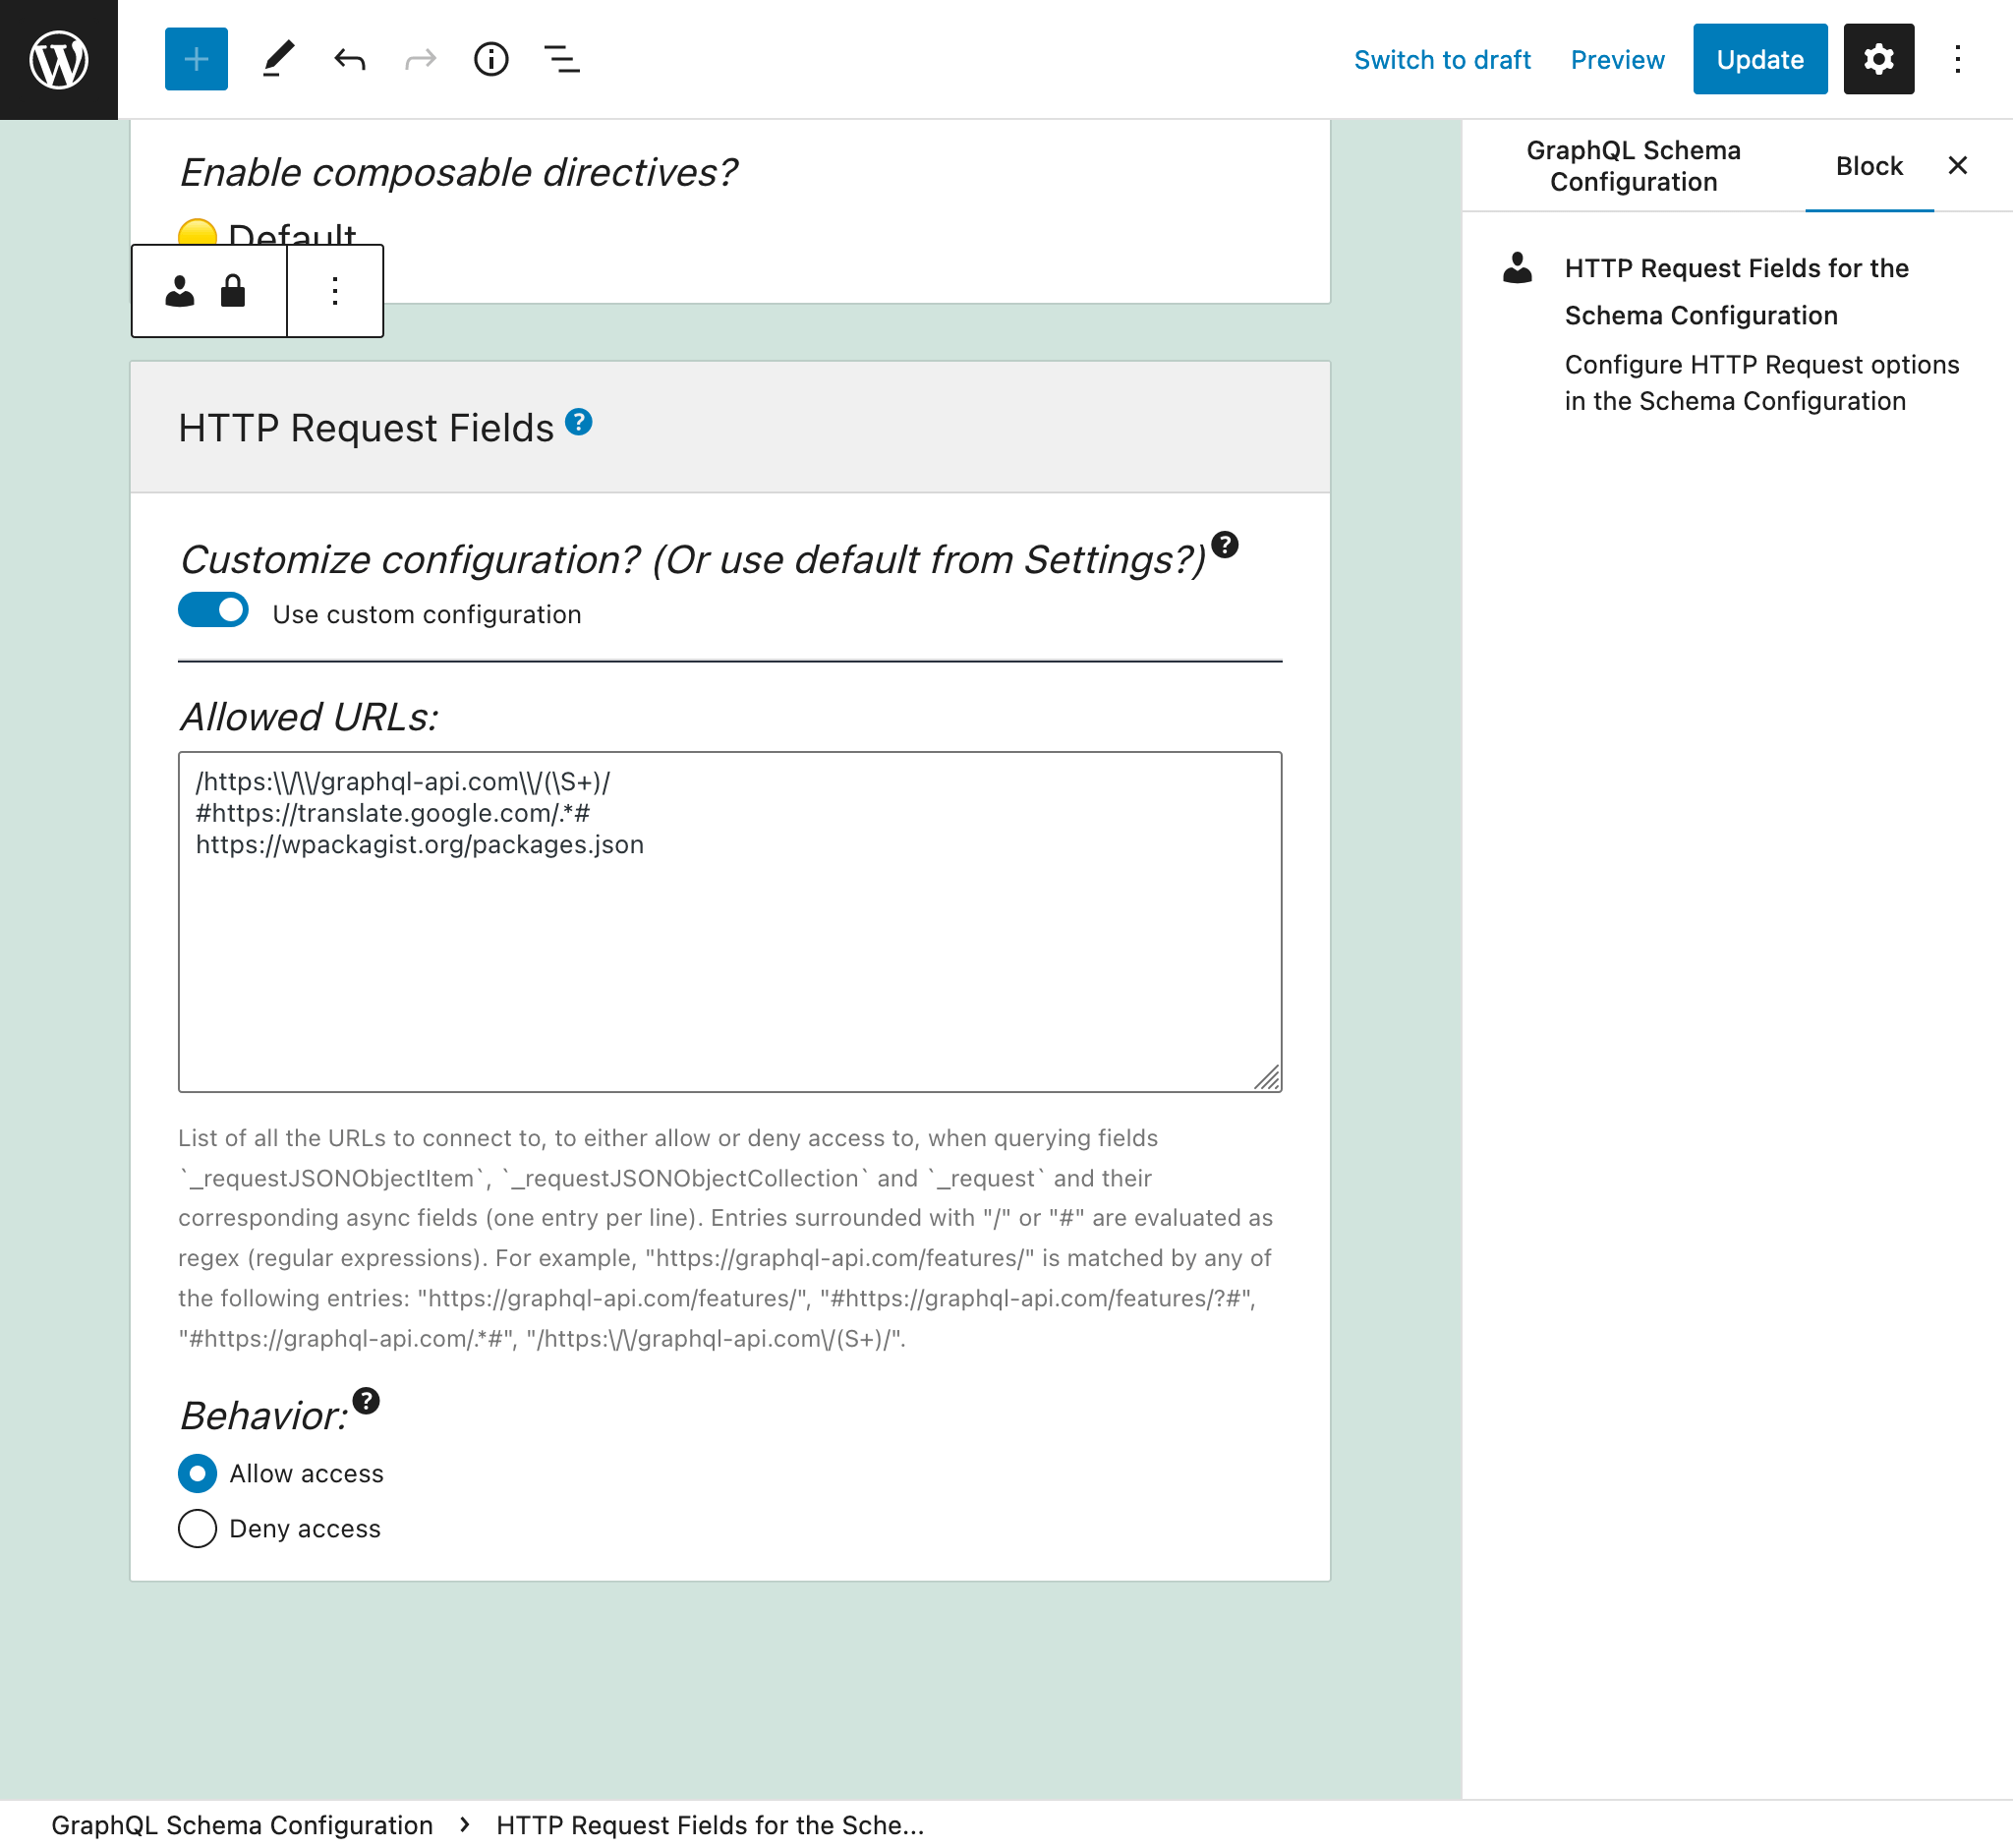 Switch to draft
Preview
Update
Enable composable directives?
Default
HTTP Request Fields
Customize configuration? (Or use default from Settings?)
Use custom configuration
Allowed URLs:
/https:\\/\\/graphql-api.com\\/(\S+)/
#https://translate.google.com/.*#
https://wpackagist.org/packages.json
List of all the URLs to connect to, to either allow or deny access to, when querying fields
`_requestJSONObjectItem`, `_requestJSONObjectCollection` and `_request` and their
corresponding async fields (one entry per line). Entries surrounded with "/" or "#" are evaluated as
regex (regular expressions). For example, "https://graphql-api.com/features/" is matched by any of
the following entries: "https://graphql-api.com/features/", "#https://graphql-api.com/features/?#",
"#https://graphql-api.com/.*#", "/https:\/\/graphql-api.com\/(S+)/".
Behavior:
Allow access
Deny access
GraphQL Schema
Configuration
Block
HTTP Request Fields for the
Schema Configuration
Configure HTTP Request options
in the Schema Configuration
GraphQL Schema Configuration › HTTP Request Fields for the Sche...